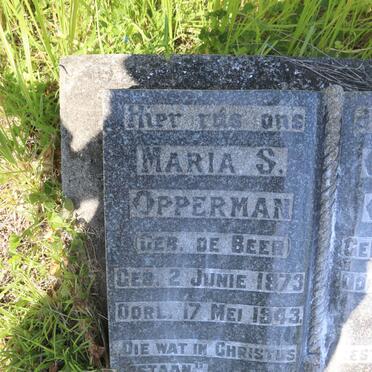 Hier rus ons
Maria S.
Opperman
(Geb. de Beer)
Geb. 2 Junie 1873
Oorl. 17 Mei 1943
Die wat in Christus